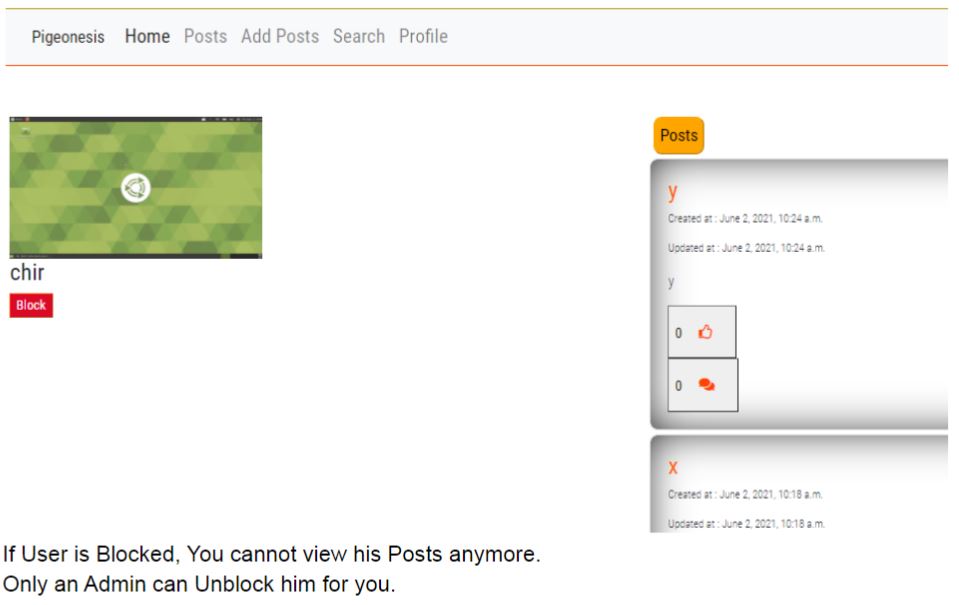 Pigeonesis Home Posts Add Posts Search Profile
chir
Block
Posts
y
Created at : June 2, 2021, 10:24 a.m.
Updated at : June 2, 2021, 10:24 a.m.
y
0
0
x
Created at : June 2, 2021, 10:18 a.m.
Updated at : June 2, 2021, 10:18 a.m.
If User is Blocked, You cannot view his Posts anymore.
Only an Admin can Unblock him for you.